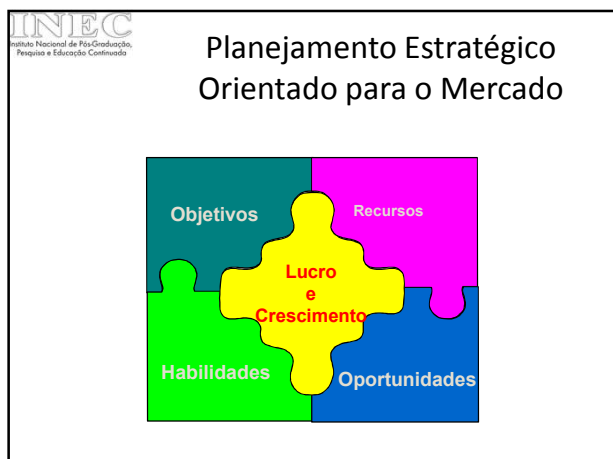 INEC
Instituto Nacional de Pós-Graduação,
Pesquisa e Educação Continuada
Planejamento Estratégico
Orientado para o Mercado
Objetivos
Recursos
Lucro
e
Crescimento
Habilidades
Oportunidades